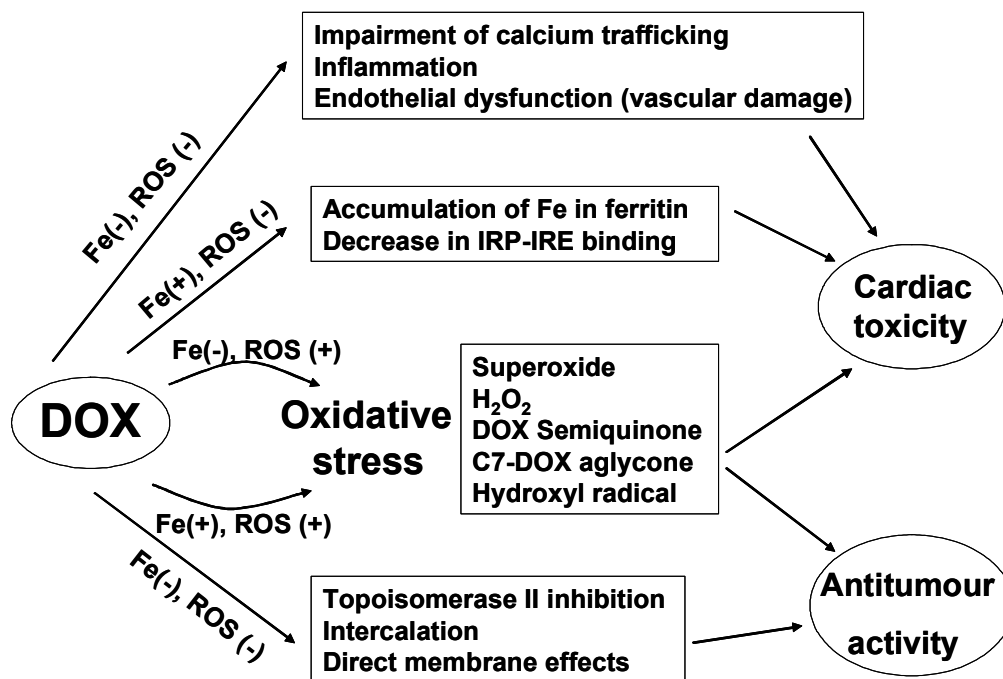 Impairment of calcium trafficking
Inflammation
Endothelial dysfunction (vascular damage)
Fe(-), ROS (-)
Accumulation of Fe in ferritin
Decrease in IRP-IRE binding
Fe(+), ROS (-)
Cardiac
toxicity
Fe(-), ROS (+)
DOX
Oxidative
stress
Superoxide
H₂O₂
DOX Semiquinone
C7-DOX aglycone
Hydroxyl radical
Fe(+), ROS (+)
Fe(-), ROS (-)
Topoisomerase II inhibition
Intercalation
Direct membrane effects
Antitumour
activity